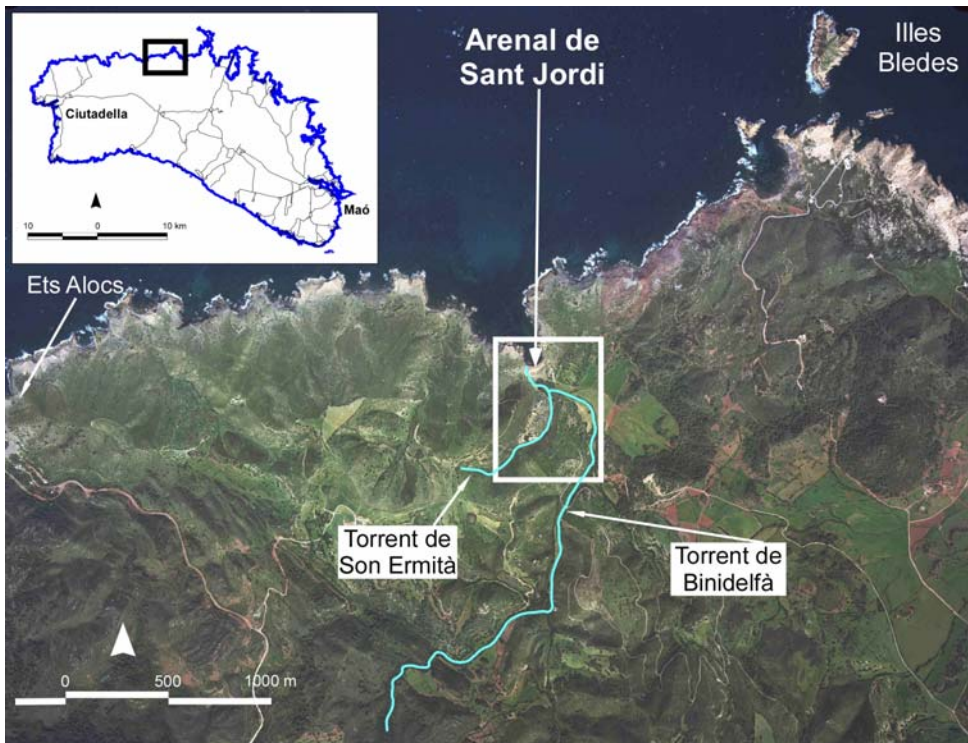 Arenal de
Sant Jordi
Illes
Bledes
Ciutadella
Maó
10 0 10 km
Ets Alocs
Torrent de
Son Ermità
Torrent de
Binidelfà
0 500 1000 m